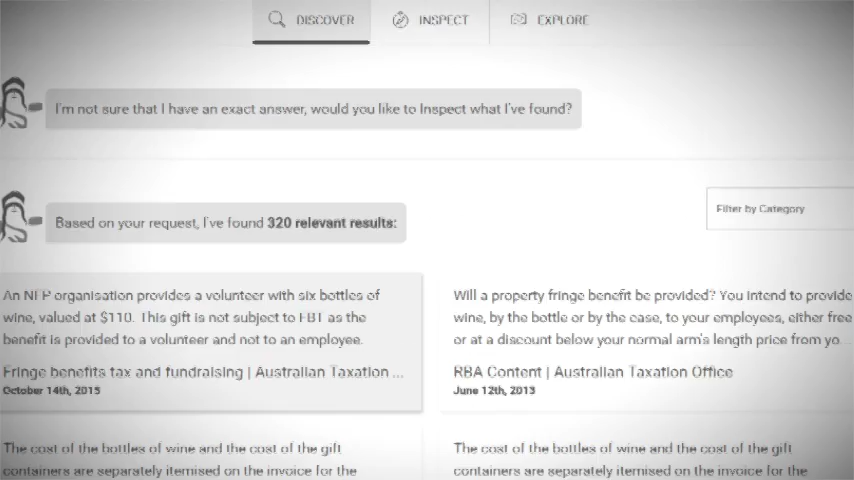 DISCOVER
INSPECT
EXPLORE
I'm not sure that I have an exact answer, would you like to Inspect what I've found?
Based on your request, I've found 320 relevant results:
Filter by Category
An NFP organisation provides a volunteer with six bottles of
wine, valued at $110. This gift is not subject to FBT as the
benefit is provided to a volunteer and not to an employee.
Fringe benefits tax and fundraising | Australian Taxation ...
October 14th, 2015
Will a property fringe benefit be provided? You intend to provide
wine, by the bottle or by the case, to your employees, either free
or at a discount below your normal arm's length price from yo...
RBA Content | Australian Taxation Office
June 12th, 2013
The cost of the bottles of wine and the cost of the gift
containers are separately itemised on the invoice for the
The cost of the bottles of wine and the cost of the gift
containers are separately itemised on the invoice for the